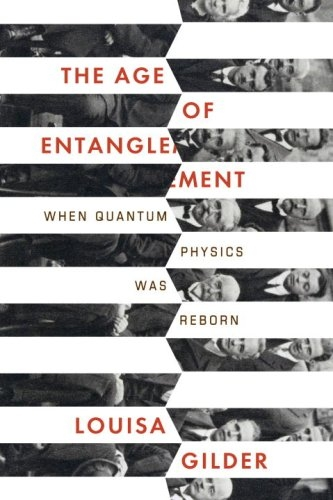 THE AGE
OF
ENTANGLEMENT
WHEN QUANTUM
PHYSICS
WAS
REBORN
LOUISA
GILDER